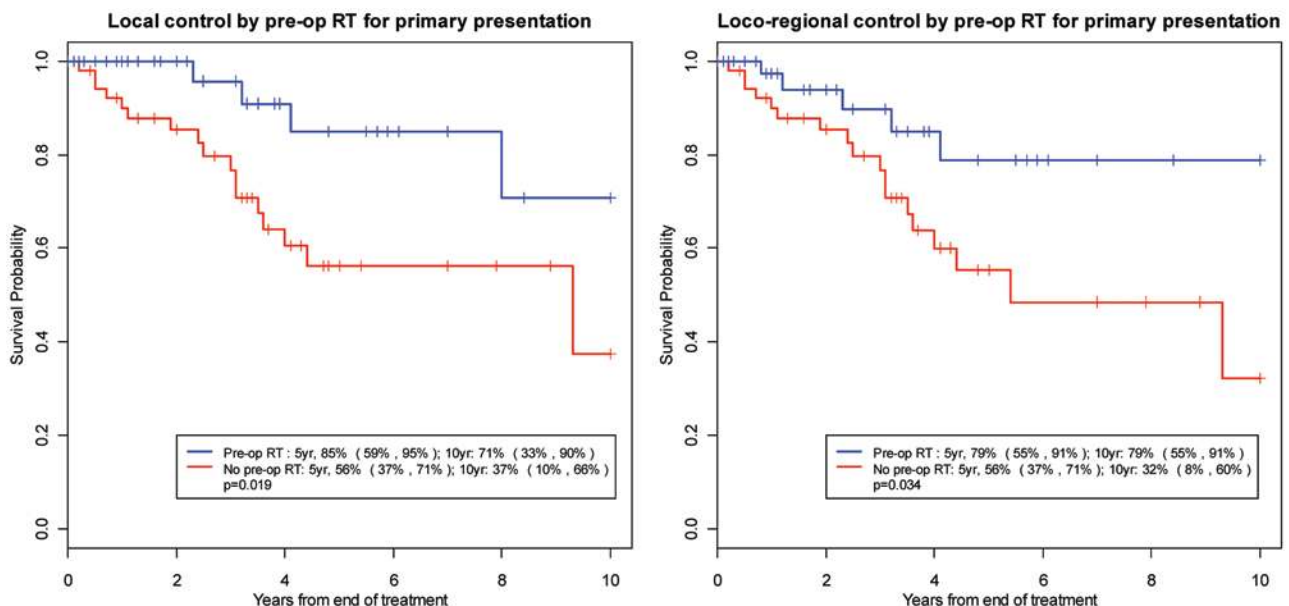 Local control by pre-op RT for primary presentation
Survival Probability
1.0
0.8
0.6
0.4
0.2
0.0
Pre-op RT : 5yr, 85% ( 59% , 95% ); 10yr: 71% ( 33% , 90% )
No pre-op RT: 5yr, 56% ( 37% , 71% ); 10yr: 37% ( 10% , 66% )
p=0.019
0 2 4 6 8 10
Years from end of treatment
Loco-regional control by pre-op RT for primary presentation
Survival Probability
1.0
0.8
0.6
0.4
0.2
0.0
Pre-op RT : 5yr, 79% ( 55% , 91% ); 10yr: 79% ( 55% , 91% )
No pre-op RT: 5yr, 56% ( 37% , 71% ); 10yr: 32% ( 8% , 60% )
p=0.034
0 2 4 6 8 10
Years from end of treatment